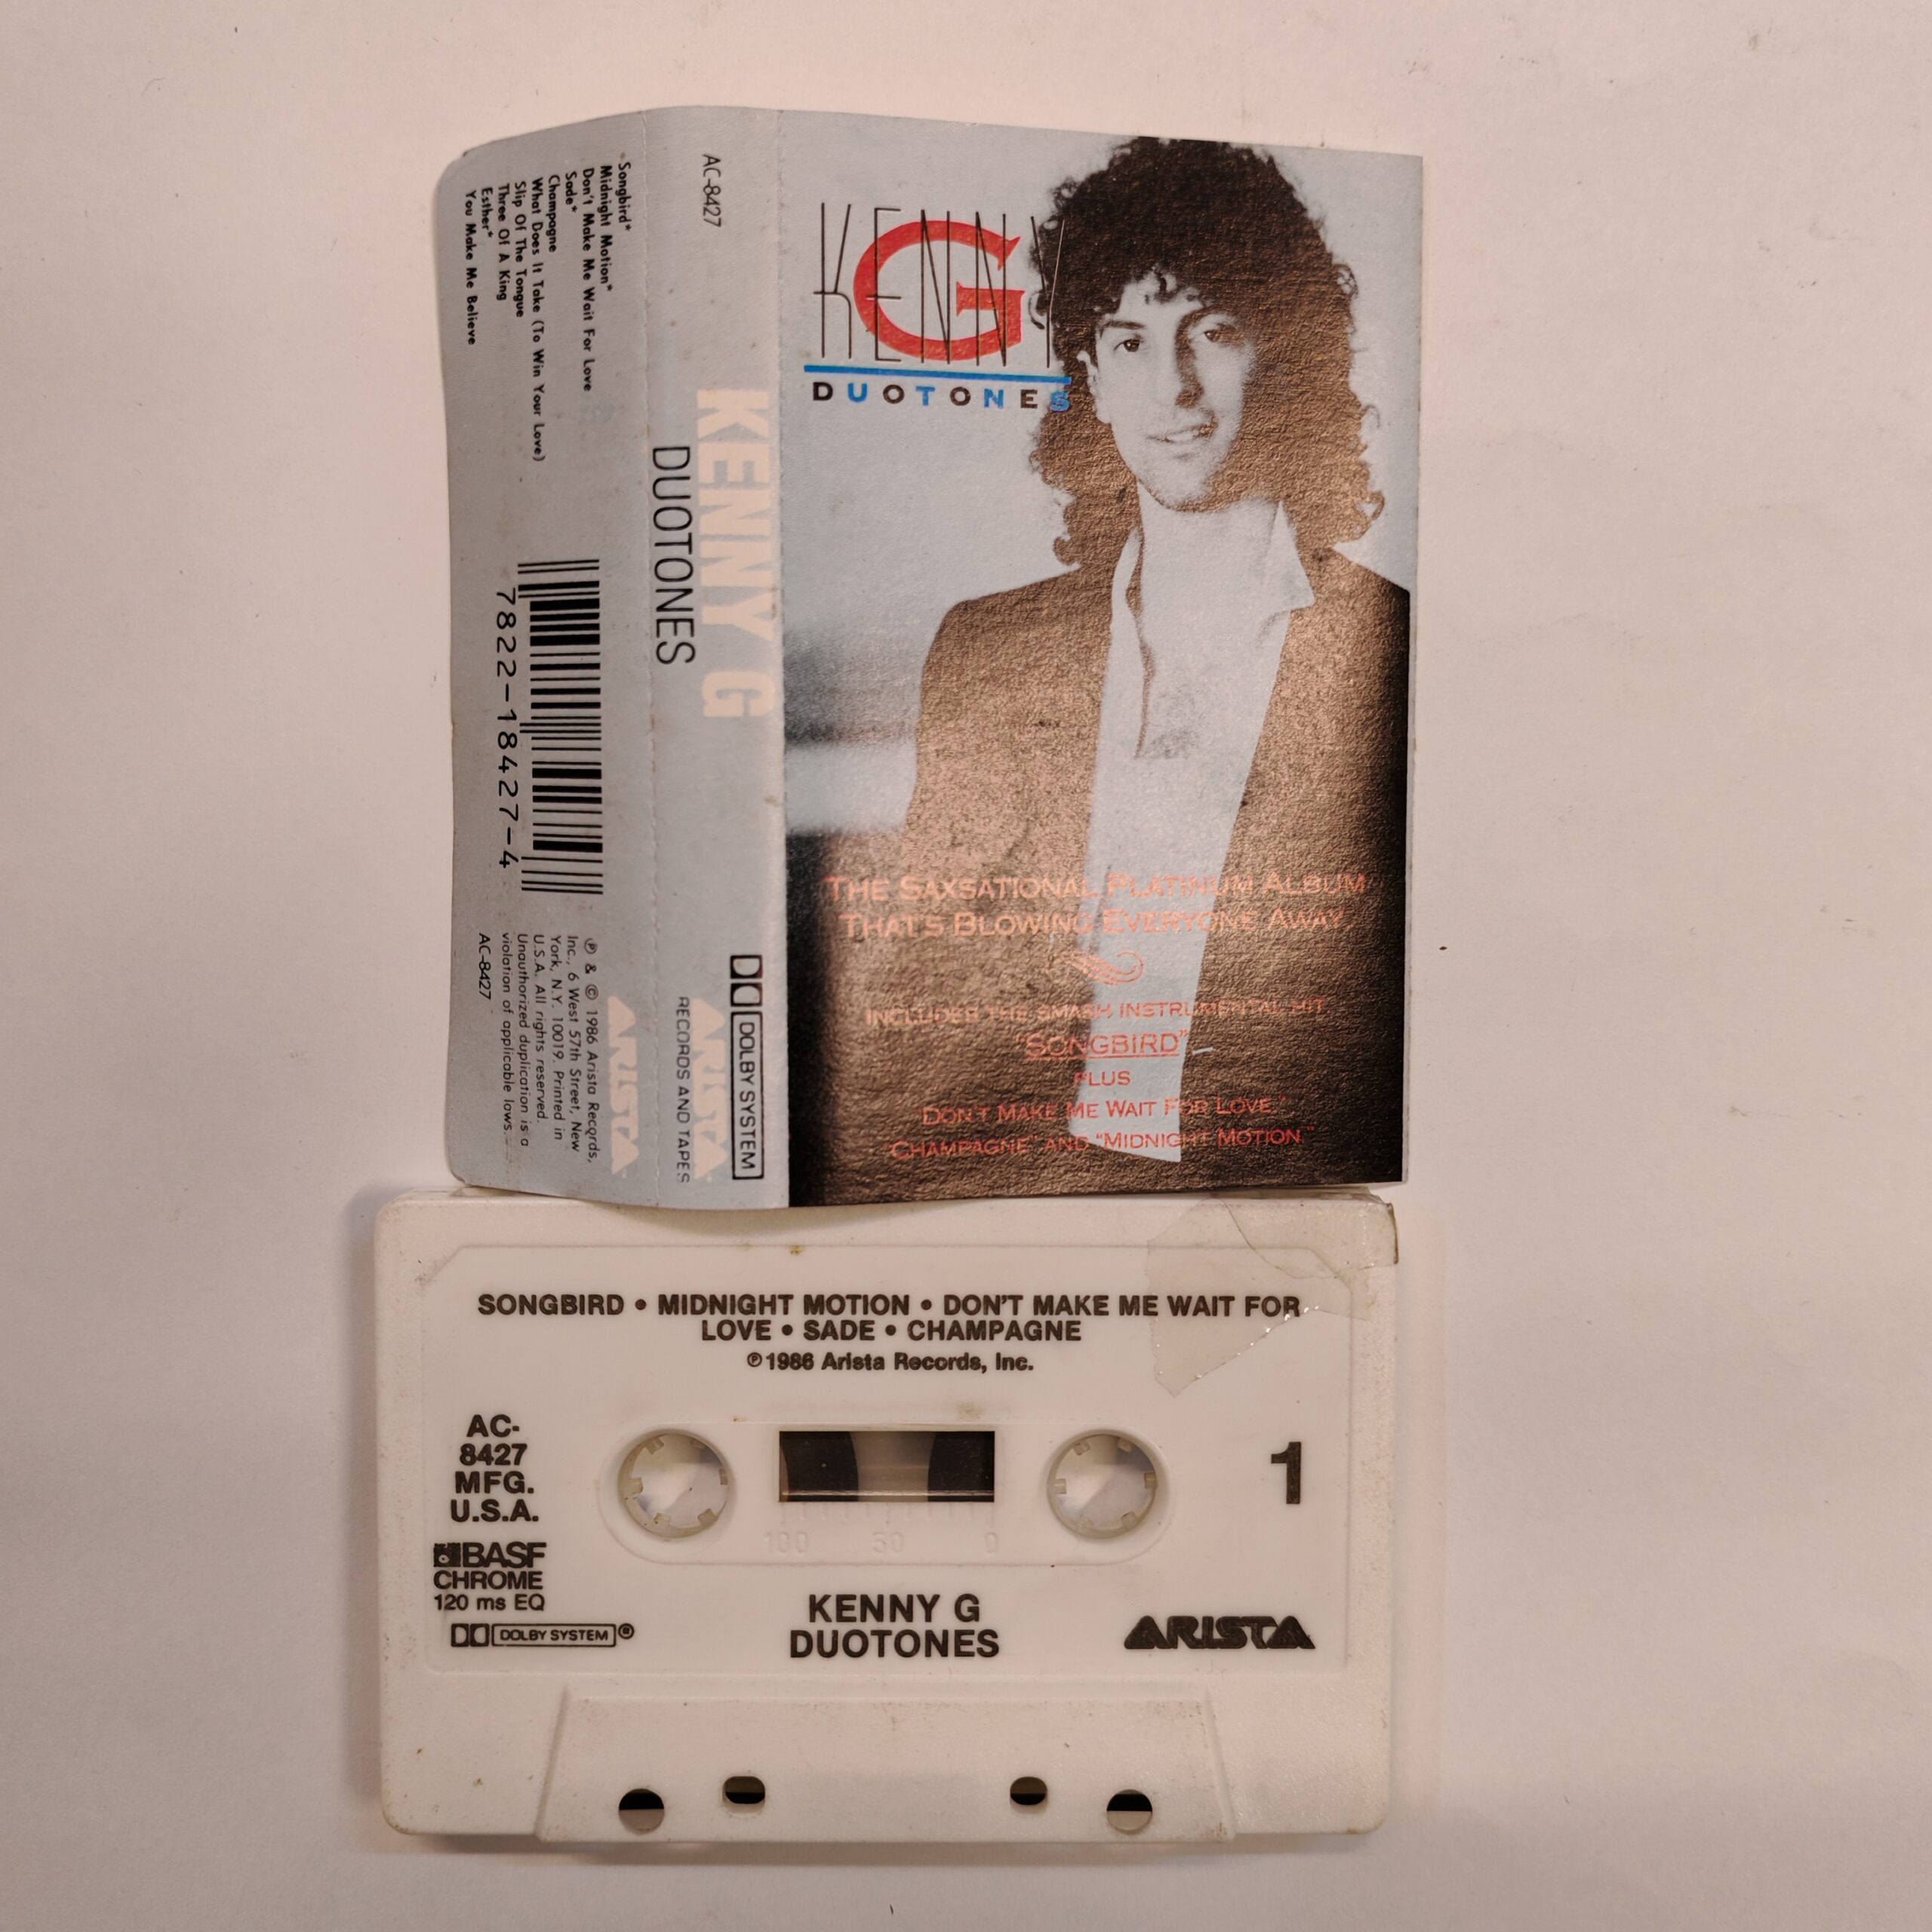 Songbird*
Midnight Motion*
Don't Make Me Wait For Love
Sade*
Champagne
What Does It Take (To Win Your Love)
Slip Of The Tongue
Three Of A King
Esther*
You Make Me Believe
7822-18427-4
Ⓟ & © 1986 Arista Records,
Inc., 6 West 57th Street, New
York, N.Y. 10019. Printed in
U.S.A. All rights reserved.
Unauthorized duplication is a
violation of applicable laws.
AC-8427
ARISTA
AC-8427
KENNY G
DUOTONES
DOLBY SYSTEM
ARISTA
RECORDS AND TAPES
KENNY G
DUOTONES
THE SAXSATIONAL PLATINUM ALBUM
THAT'S BLOWING EVERYONE AWAY.
INCLUDES THE SMASH INSTRUMENTAL HIT
"SONGBIRD"
PLUS
"DON'T MAKE ME WAIT FOR LOVE,"
"CHAMPAGNE" AND "MIDNIGHT MOTION."
SONGBIRD • MIDNIGHT MOTION • DON'T MAKE ME WAIT FOR
LOVE • SADE • CHAMPAGNE
Ⓟ1986 Arista Records, Inc.
AC-
8427
MFG.
U.S.A.
BASF
CHROME
120 ms EQ
DOLBY SYSTEM®
100 50 0
1
KENNY G
DUOTONES
ARISTA